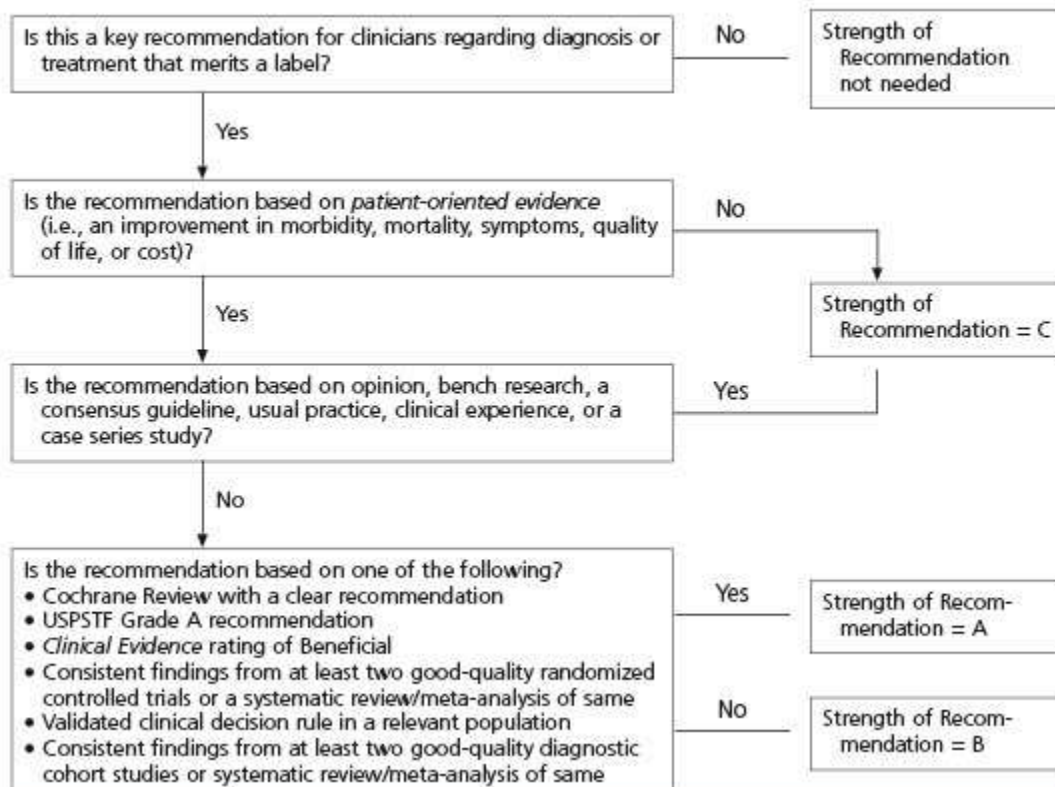 Is this a key recommendation for clinicians regarding diagnosis or
treatment that merits a label?
No
Strength of
Recommendation
not needed
Yes
Is the recommendation based on patient-oriented evidence
(i.e., an improvement in morbidity, mortality, symptoms, quality
of life, or cost)?
No
Strength of
Recommendation = C
Yes
Is the recommendation based on opinion, bench research, a
consensus guideline, usual practice, clinical experience, or a
case series study?
Yes
No
Is the recommendation based on one of the following?
• Cochrane Review with a clear recommendation
• USPSTF Grade A recommendation
• Clinical Evidence rating of Beneficial
• Consistent findings from at least two good-quality randomized
controlled trials or a systematic review/meta-analysis of same
• Validated clinical decision rule in a relevant population
• Consistent findings from at least two good-quality diagnostic
cohort studies or systematic review/meta-analysis of same
Yes
Strength of Recom-
mendation = A
No
Strength of Recom-
mendation = B